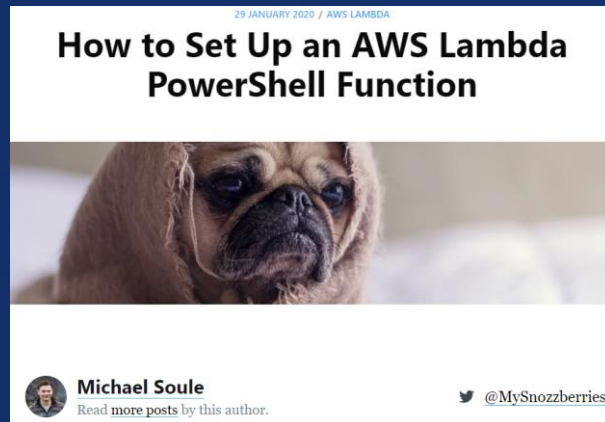 29 JANUARY 2020 / AWS LAMBDA
How to Set Up an AWS Lambda
PowerShell Function
Michael Soule
Read more posts by this author.
@MySnozzberries